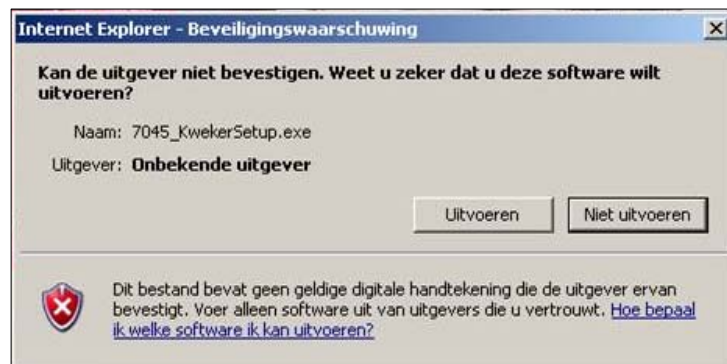 Internet Explorer - Beveiligingswaarschuwing
Kan de uitgever niet bevestigen. Weet u zeker dat u deze software wilt
uitvoeren?
Naam: 7045_KwekerSetup.exe
Uitgever: Onbekende uitgever
Uitvoeren Niet uitvoeren
Dit bestand bevat geen geldige digitale handtekening die de uitgever ervan
bevestigt. Voer alleen software uit van uitgevers die u vertrouwt. Hoe bepaal
ik welke software ik kan uitvoeren?